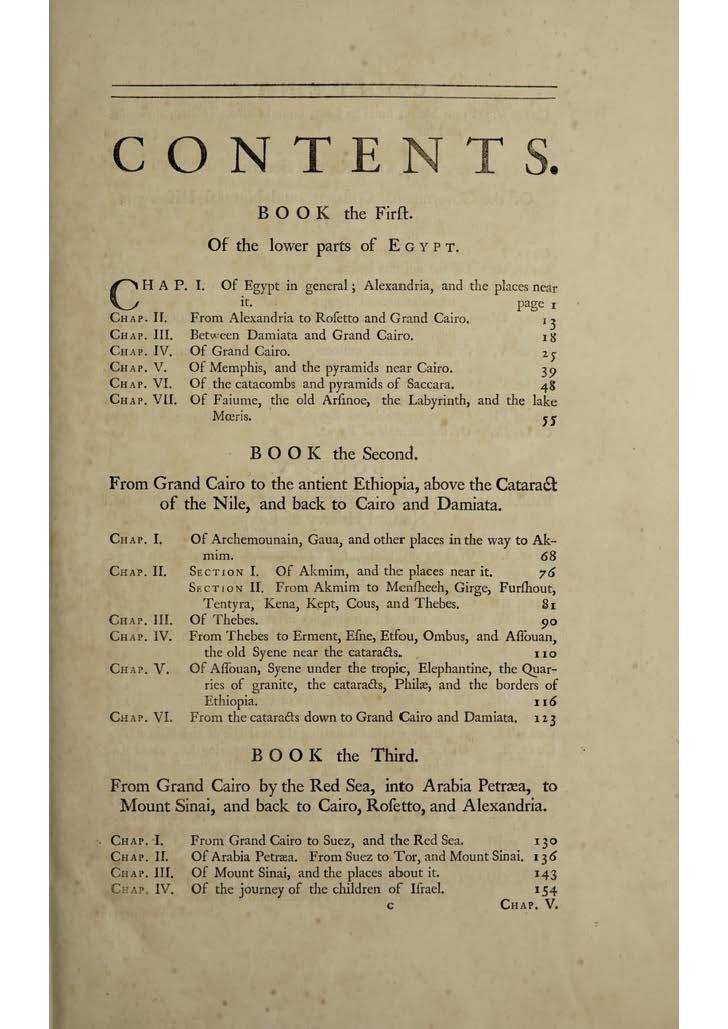 CONTENTS.
BOOK the Firſt.
Of the lower parts of EGYPT.
CHAP. I. Of Egypt in general; Alexandria, and the places near
it. page 1
CHAP. II. From Alexandria to Roſetto and Grand Cairo. 13
CHAP. III. Between Damiata and Grand Cairo. 18
CHAP. IV. Of Grand Cairo. 25
CHAP. V. Of Memphis, and the pyramids near Cairo. 39
CHAP. VI. Of the catacombs and pyramids of Saccara. 48
CHAP. VII. Of Faiume, the old Arſinoe, the Labyrinth, and the lake
Mœris. 55
BOOK the Second.
From Grand Cairo to the antient Ethiopia, above the Cataract
of the Nile, and back to Cairo and Damiata.
CHAP. I. Of Archemounain, Gaua, and other places in the way to Ak-
mim. 68
CHAP. II. SECTION I. Of Akmim, and the places near it. 76
SECTION II. From Akmim to Menſheeh, Girge, Furſhout,
Tentyra, Kena, Kept, Cous, and Thebes. 81
CHAP. III. Of Thebes. 90
CHAP. IV. From Thebes to Erment, Eſne, Etfou, Ombus, and Aſſouan,
the old Syene near the cataracts. 110
CHAP. V. Of Aſſouan, Syene under the tropic, Elephantine, the Quar-
ries of granite, the cataracts, Philæ, and the borders of
Ethiopia. 116
CHAP. VI. From the cataracts down to Grand Cairo and Damiata. 123
BOOK the Third.
From Grand Cairo by the Red Sea, into Arabia Petræa, to
Mount Sinai, and back to Cairo, Roſetto, and Alexandria.
CHAP. I. From Grand Cairo to Suez, and the Red Sea. 130
CHAP. II. Of Arabia Petræa. From Suez to Tor, and Mount Sinai. 136
CHAP. III. Of Mount Sinai, and the places about it. 143
CHAP. IV. Of the journey of the children of Iſrael. 154
c CHAP. V.